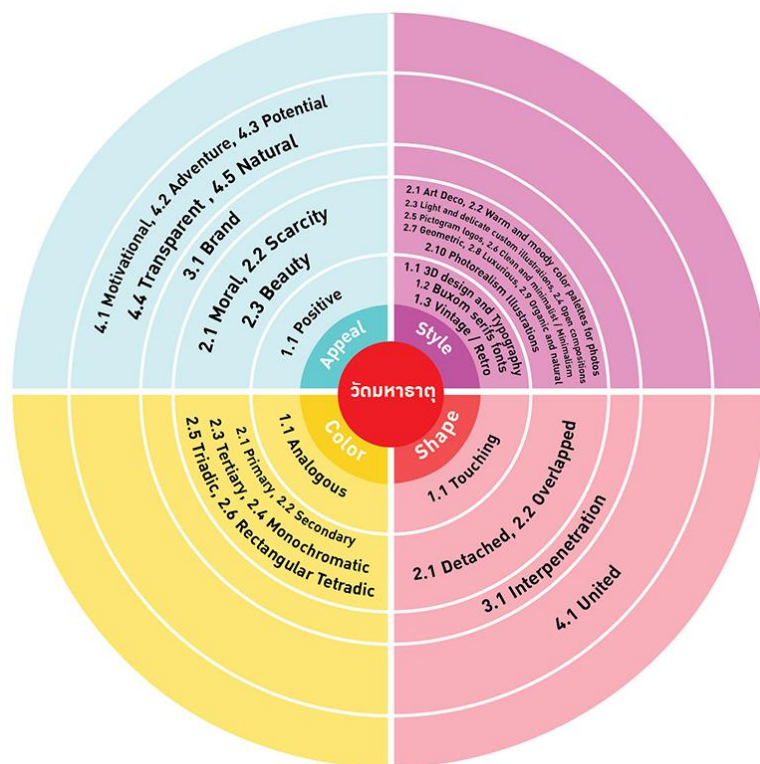 4.1 Motivational, 4.2 Adventure, 4.3 Potential
4.4 Transparent , 4.5 Natural
3.1 Brand
2.1 Moral, 2.2 Scarcity
2.3 Beauty
1.1 Positive
Appeal
2.1 Art Deco, 2.2 Warm and moody color palettes for photos
2.3 Light and delicate custom illustrations, 2.4 Open compositions
2.5 Pictogram logos, 2.6 Clean and minimalist / Minimalism
2.7 Geometric, 2.8 Luxurious, 2.9 Organic and natural
2.10 Photorealism Illustrations
1.1 3D design and Typography
1.2 Buxom serifs fonts
1.3 Vintage / Retro
Style
วัดมหาธาตุ
Color
1.1 Analogous
2.1 Primary, 2.2 Secondary
2.3 Tertiary, 2.4 Monochromatic
2.5 Triadic, 2.6 Rectangular Tetradic
Shape
1.1 Touching
2.1 Detached, 2.2 Overlapped
3.1 Interpenetration
4.1 United